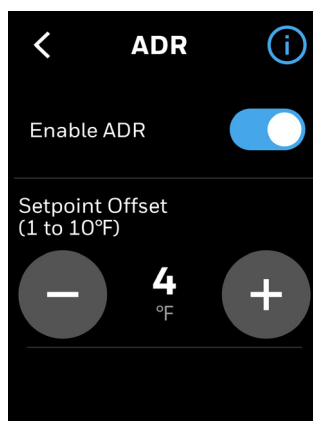 ADR
Enable ADR
Setpoint Offset
(1 to 10°F)
4
°F